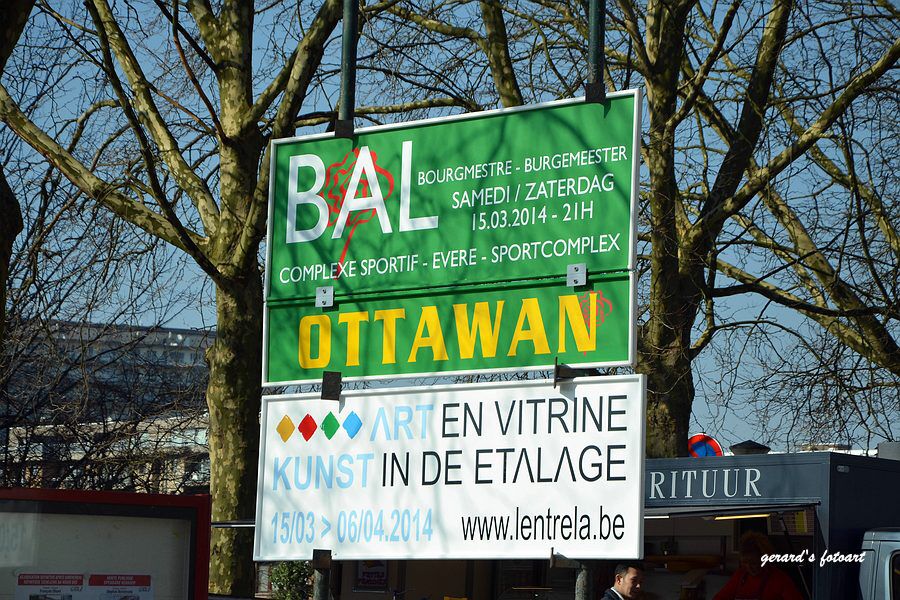 BAL
BOURGMESTRE - BURGEMEESTER
SAMEDI / ZATERDAG
15.03.2014 - 21H
COMPLEXE SPORTIF - EVERE - SPORTCOMPLEX
OTTAWAN
ART EN VITRINE
KUNST IN DE ETALAGE
15/03 > 06/04.2014 www.lentrela.be
RITUUR
gerard's fotoart